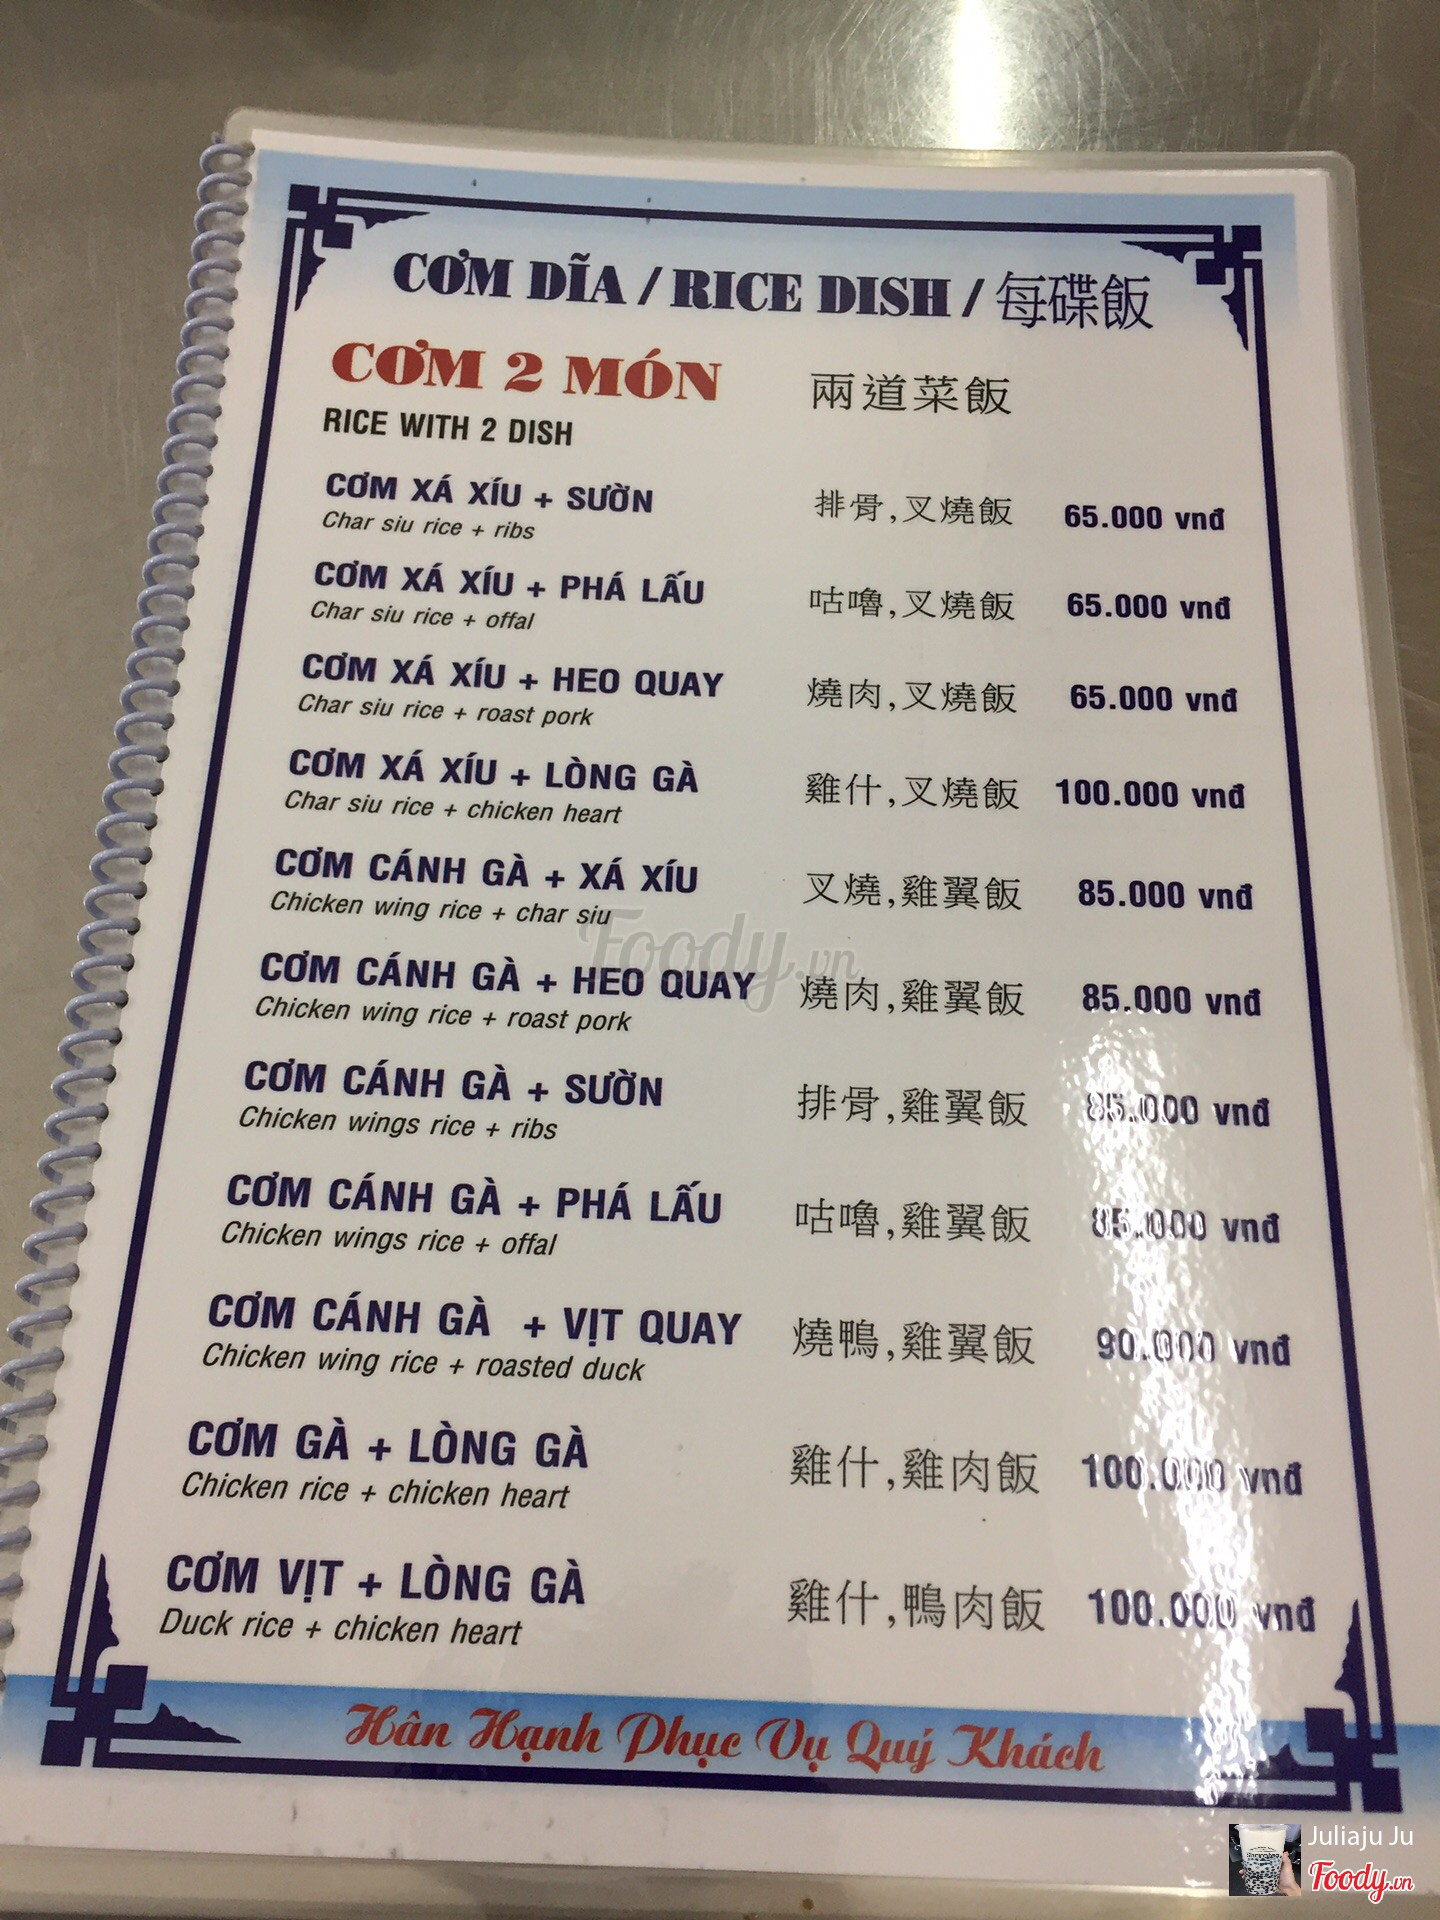 CƠM DĨA / RICE DISH / 每碟飯
CƠM 2 MÓN 兩道菜飯
RICE WITH 2 DISH
CƠM XÁ XÍU + SƯỜN 排骨,叉燒飯 65.000 vnđ
Char siu rice + ribs
CƠM XÁ XÍU + PHÁ LẤU 咕嚕,叉燒飯 65.000 vnđ
Char siu rice + offal
CƠM XÁ XÍU + HEO QUAY 燒肉,叉燒飯 65.000 vnđ
Char siu rice + roast pork
CƠM XÁ XÍU + LÒNG GÀ 雞什,叉燒飯 100.000 vnđ
Char siu rice + chicken heart
CƠM CÁNH GÀ + XÁ XÍU 叉燒,雞翼飯 85.000 vnđ
Chicken wing rice + char siu
Foody.vn
CƠM CÁNH GÀ + HEO QUAY 燒肉,雞翼飯 85.000 vnđ
Chicken wing rice + roast pork
CƠM CÁNH GÀ + SƯỜN 排骨,雞翼飯 85.000 vnđ
Chicken wings rice + ribs
CƠM CÁNH GÀ + PHÁ LẤU 咕嚕,雞翼飯 85.000 vnđ
Chicken wings rice + offal
CƠM CÁNH GÀ + VỊT QUAY 燒鴨,雞翼飯 90.000 vnđ
Chicken wing rice + roasted duck
CƠM GÀ + LÒNG GÀ 雞什,雞肉飯 100.000 vnđ
Chicken rice + chicken heart
CƠM VỊT + LÒNG GÀ 雞什,鴨肉飯 100.000 vnđ
Duck rice + chicken heart
Hân Hạnh Phục Vụ Quý Khách
Juliaju Ju
Foody.vn